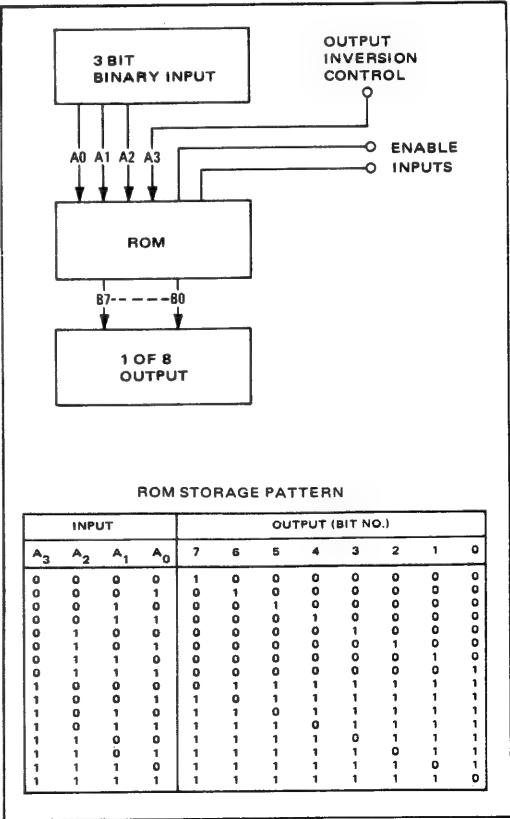 3 BIT
BINARY INPUT
OUTPUT
INVERSION
CONTROL
A0 A1 A2 A3
ENABLE
INPUTS
ROM
B7-----B0
1 OF 8
OUTPUT
ROM STORAGE PATTERN
INPUT OUTPUT (BIT NO.)
A3 A2 A1 A0 7 6 5 4 3 2 1 0
0 0 0 0 1 0 0 0 0 0 0 0
0 0 0 1 0 1 0 0 0 0 0 0
0 0 1 0 0 0 1 0 0 0 0 0
0 0 1 1 0 0 0 1 0 0 0 0
0 1 0 0 0 0 0 0 1 0 0 0
0 1 0 1 0 0 0 0 0 1 0 0
0 1 1 0 0 0 0 0 0 0 1 0
0 1 1 1 0 0 0 0 0 0 0 1
1 0 0 0 0 1 1 1 1 1 1 1
1 0 0 1 1 0 1 1 1 1 1 1
1 0 1 0 1 1 0 1 1 1 1 1
1 0 1 1 1 1 1 0 1 1 1 1
1 1 0 0 1 1 1 1 0 1 1 1
1 1 0 1 1 1 1 1 1 0 1 1
1 1 1 0 1 1 1 1 1 1 0 1
1 1 1 1 1 1 1 1 1 1 1 0